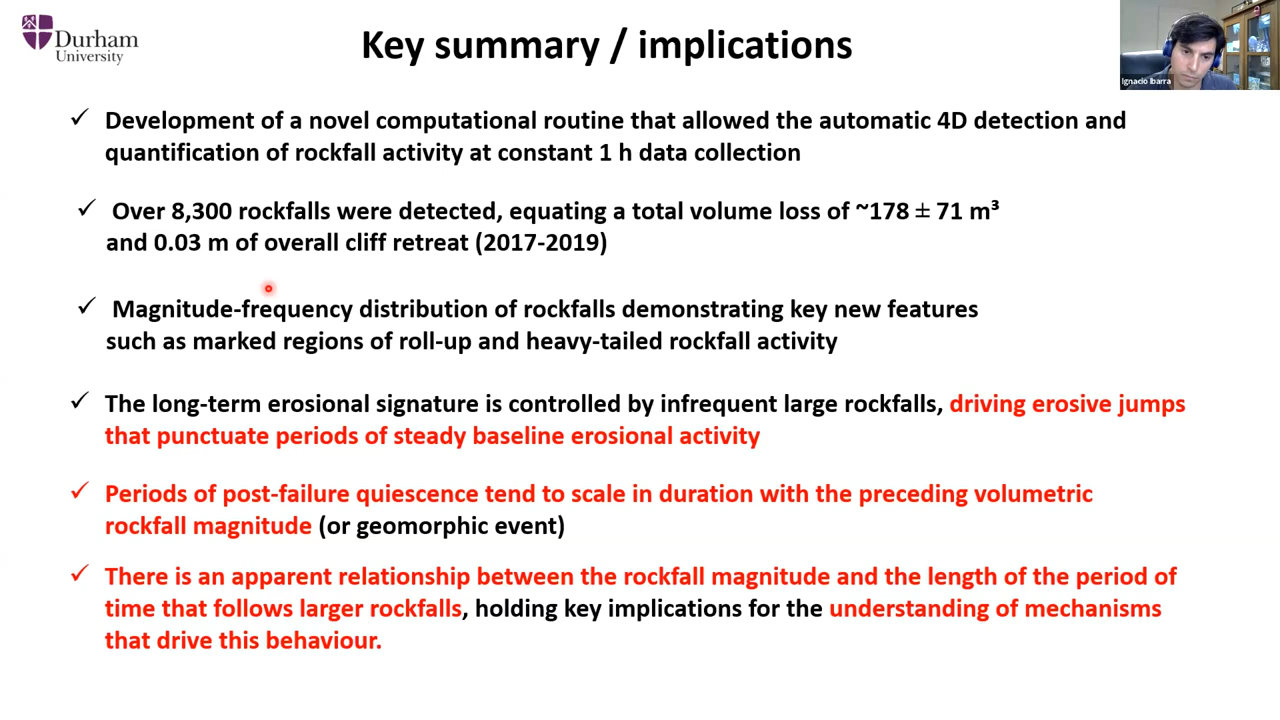 Durham
University
Key summary / implications
Ignacio Ibarra
✓ Development of a novel computational routine that allowed the automatic 4D detection and
quantification of rockfall activity at constant 1 h data collection
✓ Over 8,300 rockfalls were detected, equating a total volume loss of ~178 ± 71 m³
and 0.03 m of overall cliff retreat (2017-2019)
✓ Magnitude-frequency distribution of rockfalls demonstrating key new features
such as marked regions of roll-up and heavy-tailed rockfall activity
✓ The long-term erosional signature is controlled by infrequent large rockfalls, driving erosive jumps
that punctuate periods of steady baseline erosional activity
✓ Periods of post-failure quiescence tend to scale in duration with the preceding volumetric
rockfall magnitude (or geomorphic event)
✓ There is an apparent relationship between the rockfall magnitude and the length of the period of
time that follows larger rockfalls, holding key implications for the understanding of mechanisms
that drive this behaviour.